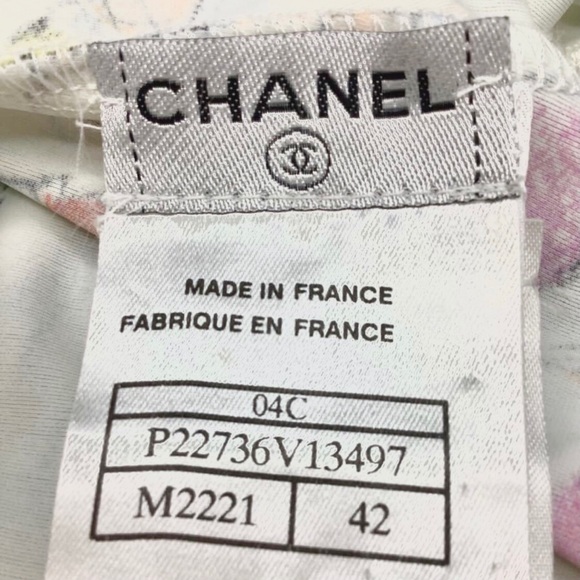 CHANEL
MADE IN FRANCE
FABRIQUE EN FRANCE
04C
P22736V13497
M2221 42